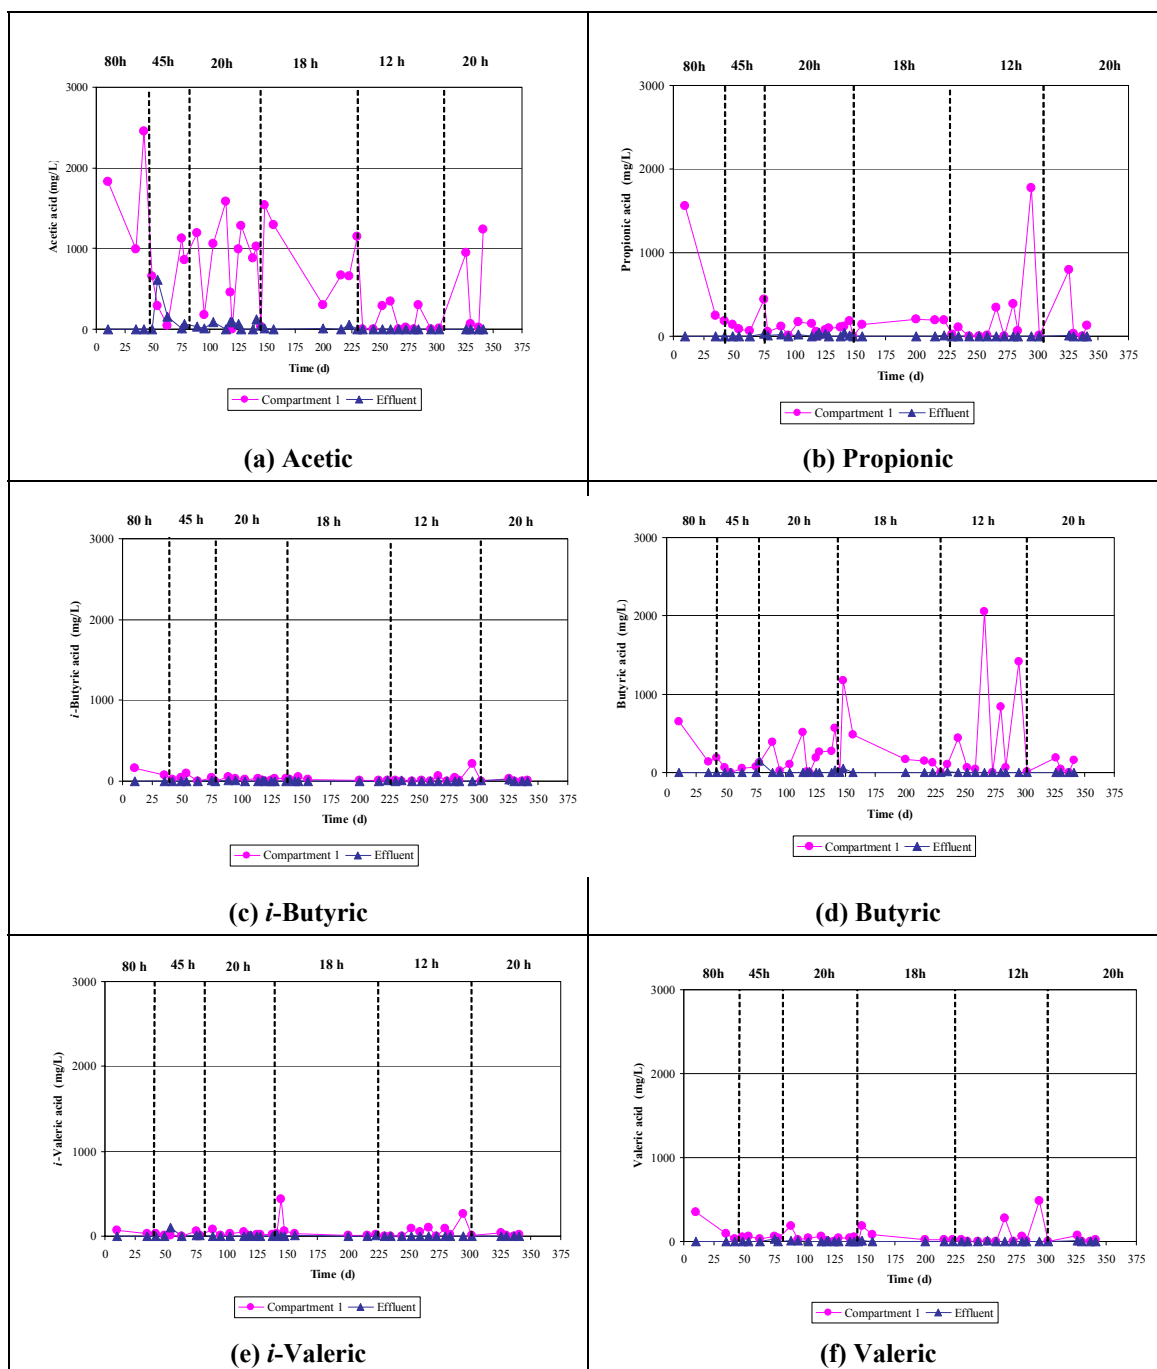 80h 45h 20h 18 h 12 h 20 h
3000
2000
1000
0
Acetic acid (mg/L)
0 25 50 75 100 125 150 175 200 225 250 275 300 325 350 375
Time (d)
Compartment 1 Effluent
(a) Acetic
80h 45h 20h 18h 12h 20h
3000
2000
1000
0
Propionic acid (mg/L)
0 25 50 75 100 125 150 175 200 225 250 275 300 325 350 375
Time (d)
Compartment 1 Effluent
(b) Propionic
80 h 45 h 20 h 18 h 12 h 20 h
3000
2000
1000
0
i-Butyric acid (mg/L)
0 25 50 75 100 125 150 175 200 225 250 275 300 325 350 375
Time (d)
Compartment 1 Effluent
(c) i-Butyric
80 h 45 h 20 h 18 h 12 h 20 h
3000
2000
1000
0
Butyric acid (mg/L)
0 25 50 75 100 125 150 175 200 225 250 275 300 325 350 375
Time (d)
Compartment 1 Effluent
(d) Butyric
80 h 45 h 20 h 18 h 12 h 20 h
3000
2000
1000
0
i-Valeric acid (mg/L)
0 25 50 75 100 125 150 175 200 225 250 275 300 325 350 375
Time (d)
Compartment 1 Effluent
(e) i-Valeric
80h 45h 20h 18h 12h 20h
3000
2000
1000
0
Valeric acid (mg/L)
0 25 50 75 100 125 150 175 200 225 250 275 300 325 350 375
Time (d)
Compartment 1 Effluent
(f) Valeric